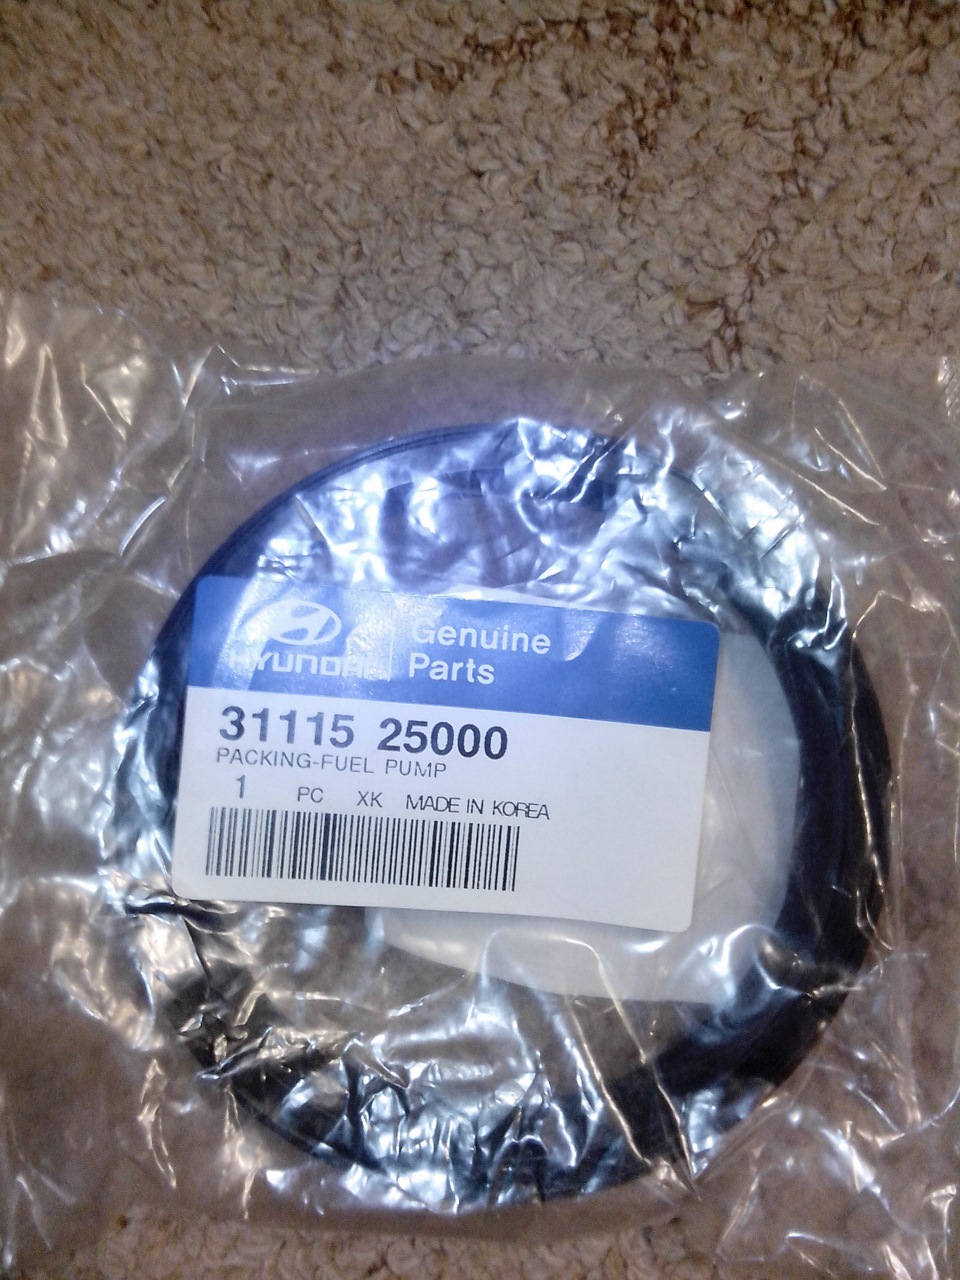 HYUNDAI
Genuine
Parts
31115 25000
PACKING-FUEL PUMP
1 PC XK MADE IN KOREA